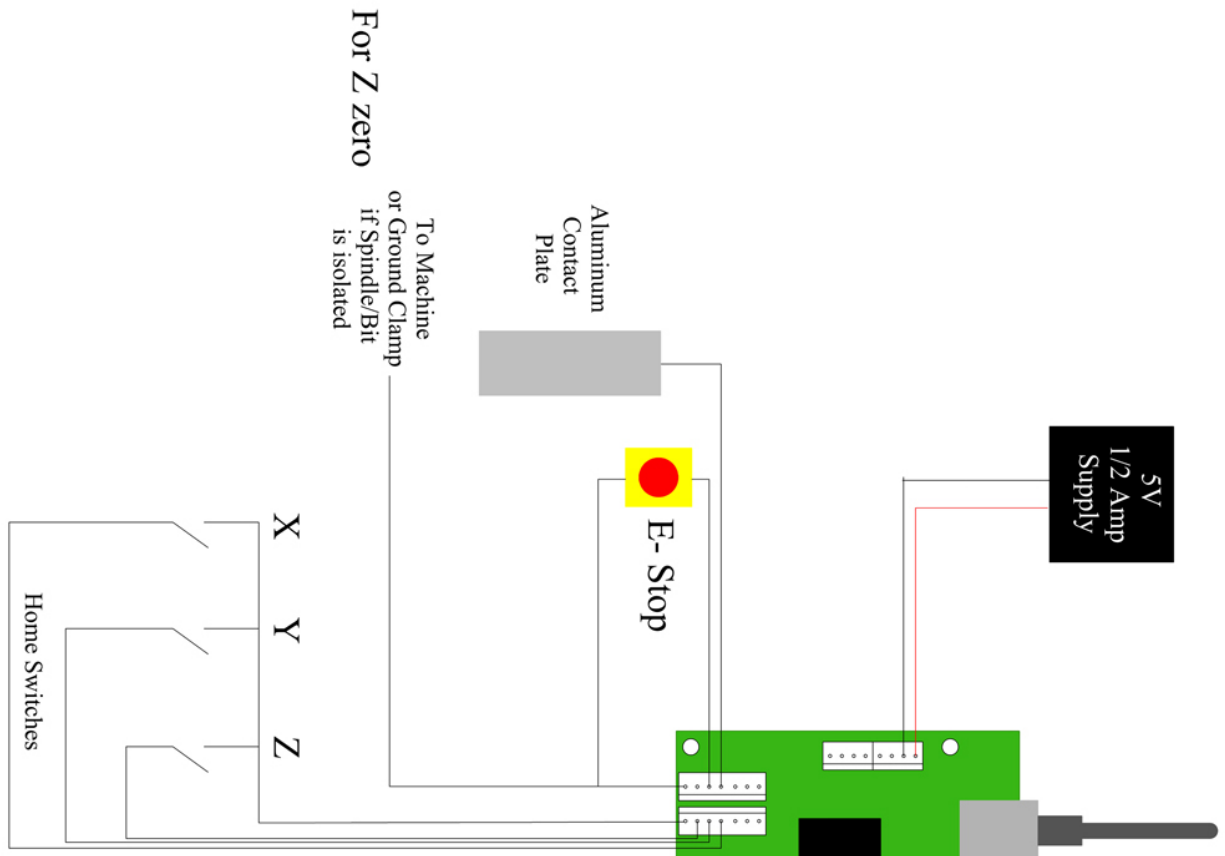 For Z zero
To Machine
or Ground Clamp
if Spindle/Bit
is isolated
Aluminum
Contact
Plate
5V
1/2 Amp
Supply
E- Stop
X
Y
Z
Home Switches